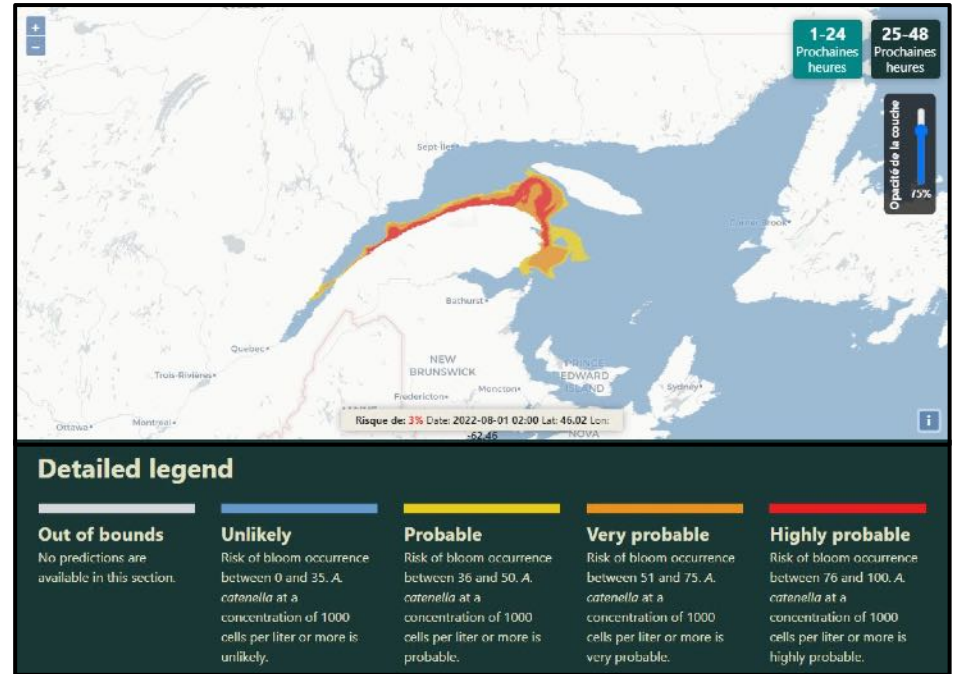 +
−
1-24
Prochaines
heures
25-48
Prochaines
heures
Opacité de la couche
75%
Sept-Îles
Corner Brook
Bathurst
Quebec
Trois-Rivières
NEW
BRUNSWICK
PRINCE
EDWARD
ISLAND
Moncton
Sydney
Fredericton
Ottawa
Montreal
Risque de: 3% Date: 2022-08-01 02:00 Lat: 46.02 Lon:
-62.46
NOVA
i
Detailed legend
Out of bounds
No predictions are
available in this section.
Unlikely
Risk of bloom occurrence
between 0 and 35. A.
catenella at a
concentration of 1000
cells per liter or more is
unlikely.
Probable
Risk of bloom occurrence
between 36 and 50. A.
catenella at a
concentration of 1000
cells per liter or more is
probable.
Very probable
Risk of bloom occurrence
between 51 and 75. A.
catenella at a
concentration of 1000
cells per liter or more is
very probable.
Highly probable
Risk of bloom occurrence
between 76 and 100. A.
catenella at a
concentration of 1000
cells per liter or more is
highly probable.